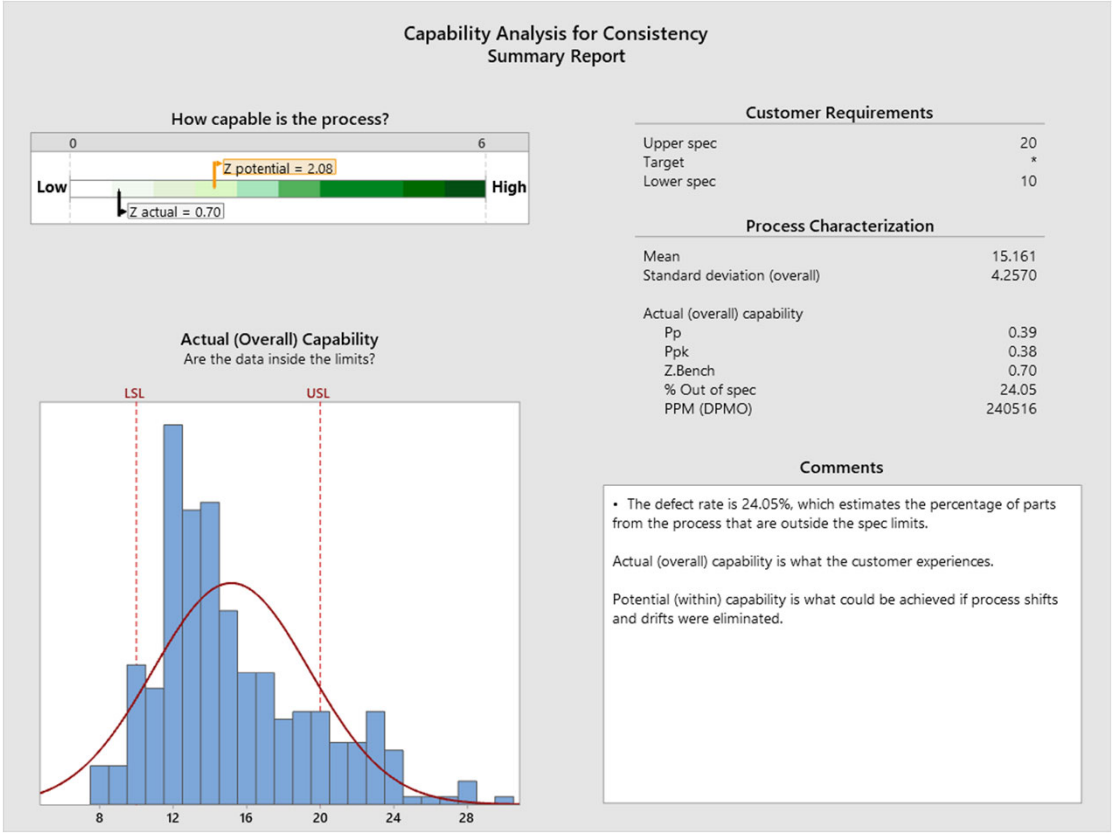 Capability Analysis for Consistency
Summary Report
How capable is the process?
0 6
Z potential = 2.08
Low High
Z actual = 0.70
Actual (Overall) Capability
Are the data inside the limits?
LSL USL
8 12 16 20 24 28
Customer Requirements
Upper spec 20
Target *
Lower spec 10
Process Characterization
Mean 15.161
Standard deviation (overall) 4.2570
Actual (overall) capability
Pp 0.39
Ppk 0.38
Z.Bench 0.70
% Out of spec 24.05
PPM (DPMO) 240516
Comments
• The defect rate is 24.05%, which estimates the percentage of parts
from the process that are outside the spec limits.
Actual (overall) capability is what the customer experiences.
Potential (within) capability is what could be achieved if process shifts
and drifts were eliminated.